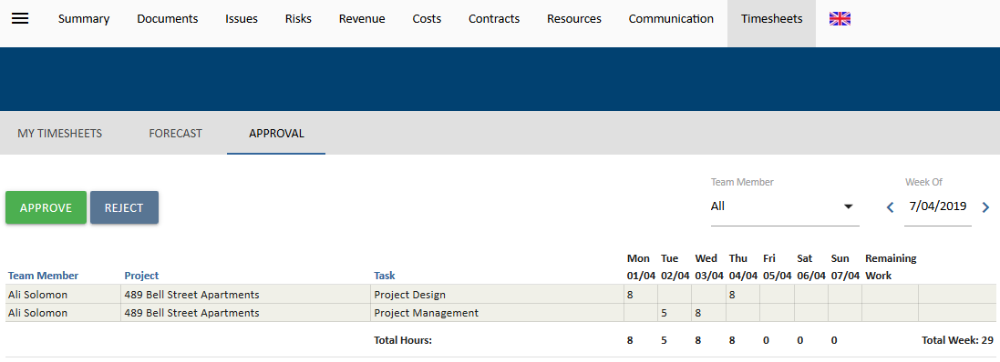 Summary Documents Issues Risks Revenue Costs Contracts Resources Communication Timesheets
MY TIMESHEETS FORECAST APPROVAL
Team Member Week Of
APPROVE REJECT All 7/04/2019
Mon Tue Wed Thu Fri Sat Sun Remaining
Team Member Project Task 01/04 02/04 03/04 04/04 05/04 06/04 07/04 Work
Ali Solomon 489 Bell Street Apartments Project Design 8 8
Ali Solomon 489 Bell Street Apartments Project Management 5 8
Total Hours: 8 5 8 8 0 0 0 Total Week: 29